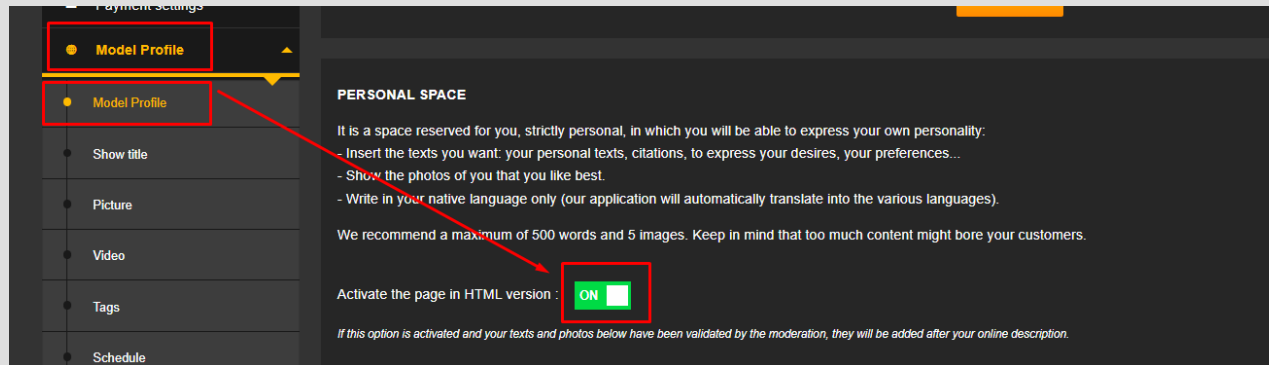 Payment settings
Model Profile
Model Profile
Show title
Picture
Video
Tags
Schedule
PERSONAL SPACE
It is a space reserved for you, strictly personal, in which you will be able to express your own personality:
- Insert the texts you want: your personal texts, citations, to express your desires, your preferences...
- Show the photos of you that you like best.
- Write in your native language only (our application will automatically translate into the various languages).
We recommend a maximum of 500 words and 5 images. Keep in mind that too much content might bore your customers.
Activate the page in HTML version : ON
If this option is activated and your texts and photos below have been validated by the moderation, they will be added after your online description.